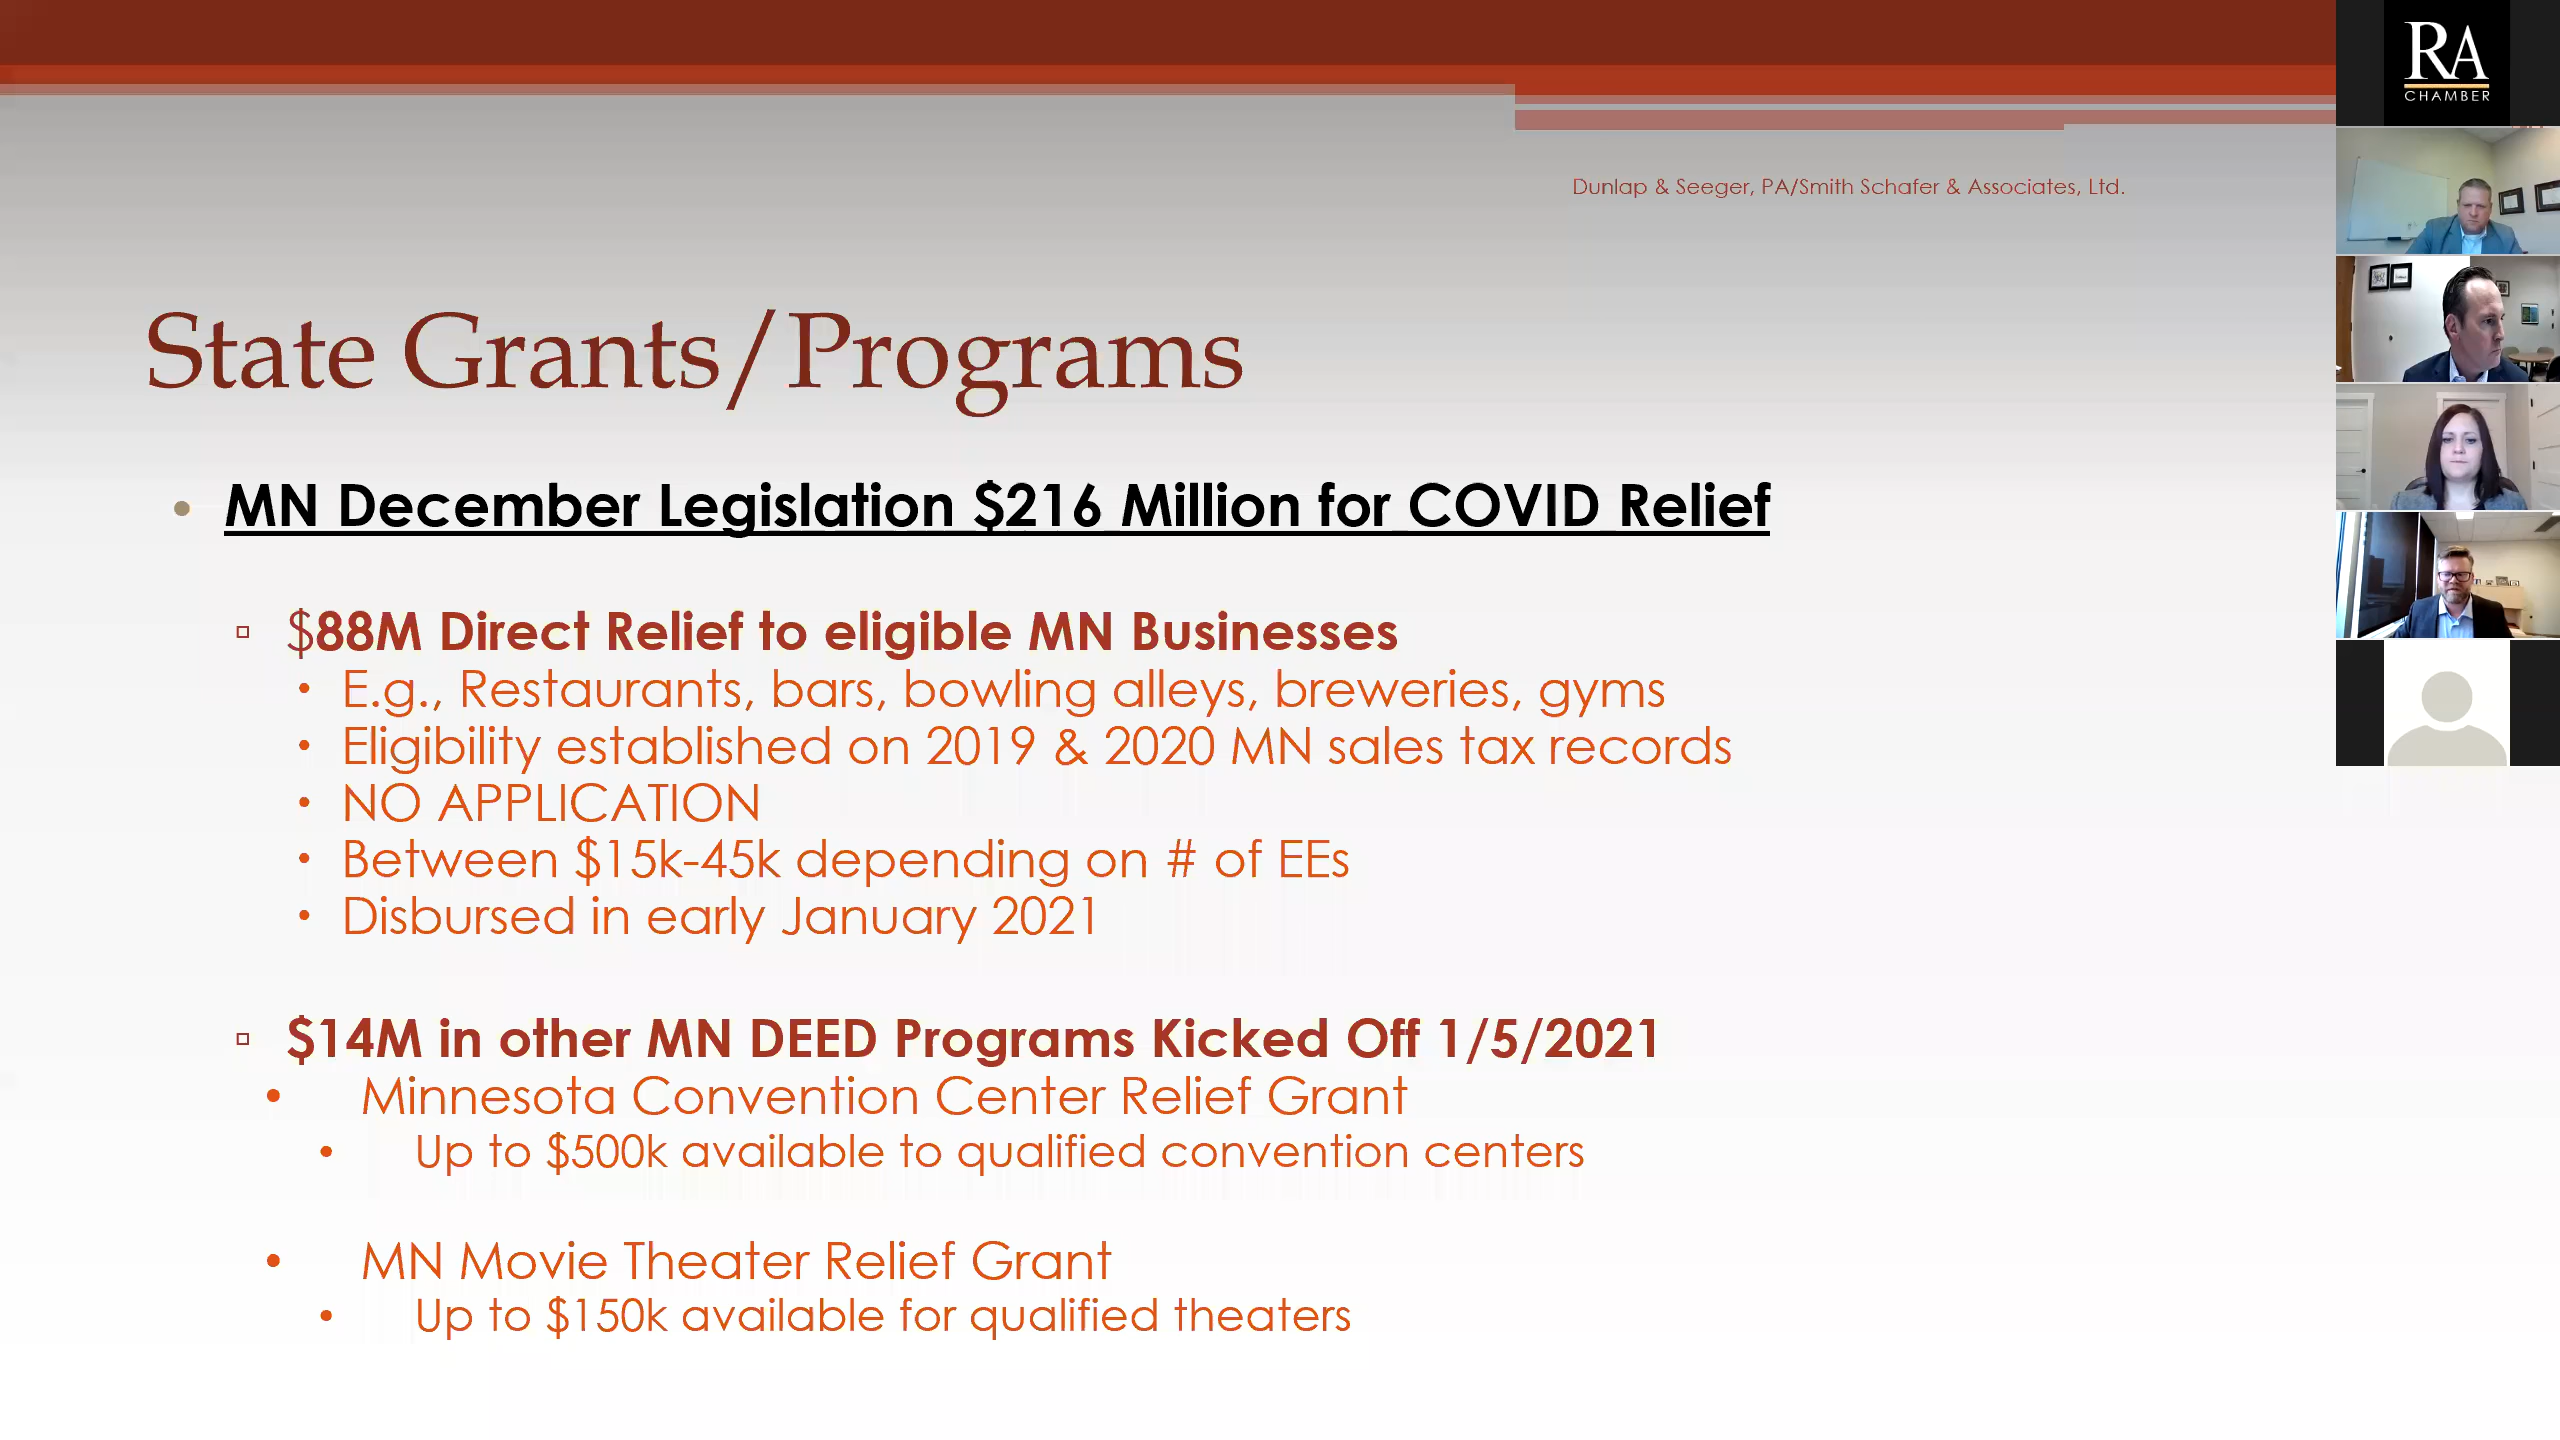 RA
CHAMBER
Dunlap & Seeger, PA/Smith Schafer & Associates, Ltd.
State Grants/Programs
• MN December Legislation $216 Million for COVID Relief
▫ $88M Direct Relief to eligible MN Businesses
• E.g., Restaurants, bars, bowling alleys, breweries, gyms
• Eligibility established on 2019 & 2020 MN sales tax records
• NO APPLICATION
• Between $15k-45k depending on # of EEs
• Disbursed in early January 2021
▫ $14M in other MN DEED Programs Kicked Off 1/5/2021
• Minnesota Convention Center Relief Grant
• Up to $500k available to qualified convention centers
• MN Movie Theater Relief Grant
• Up to $150k available for qualified theaters